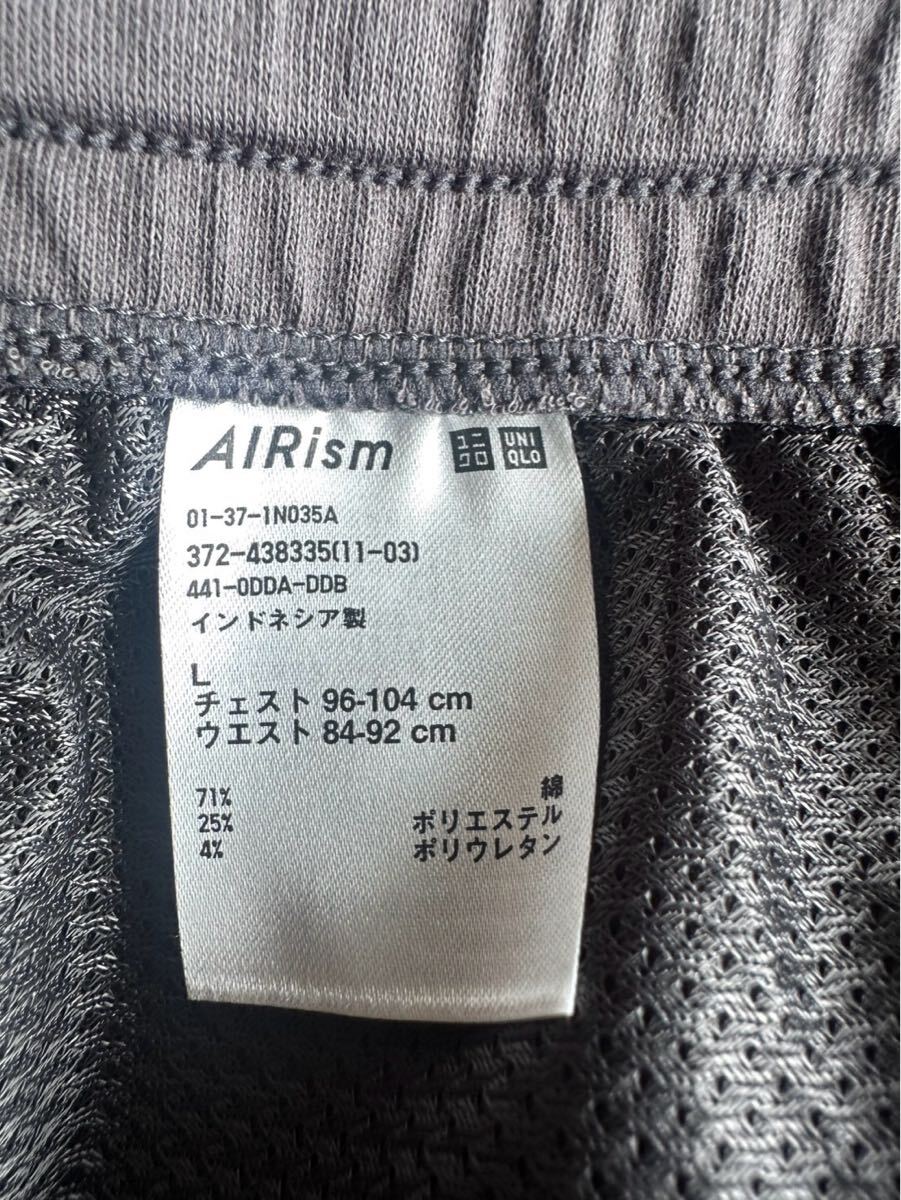 AIRism ユニクロ UNIQLO
01-37-1N035A
372-438335(11-03)
441-0DDA-DDB
インドネシア製
L
チェスト 96-104 cm
ウエスト 84-92 cm
71% 綿
25% ポリエステル
4% ポリウレタン